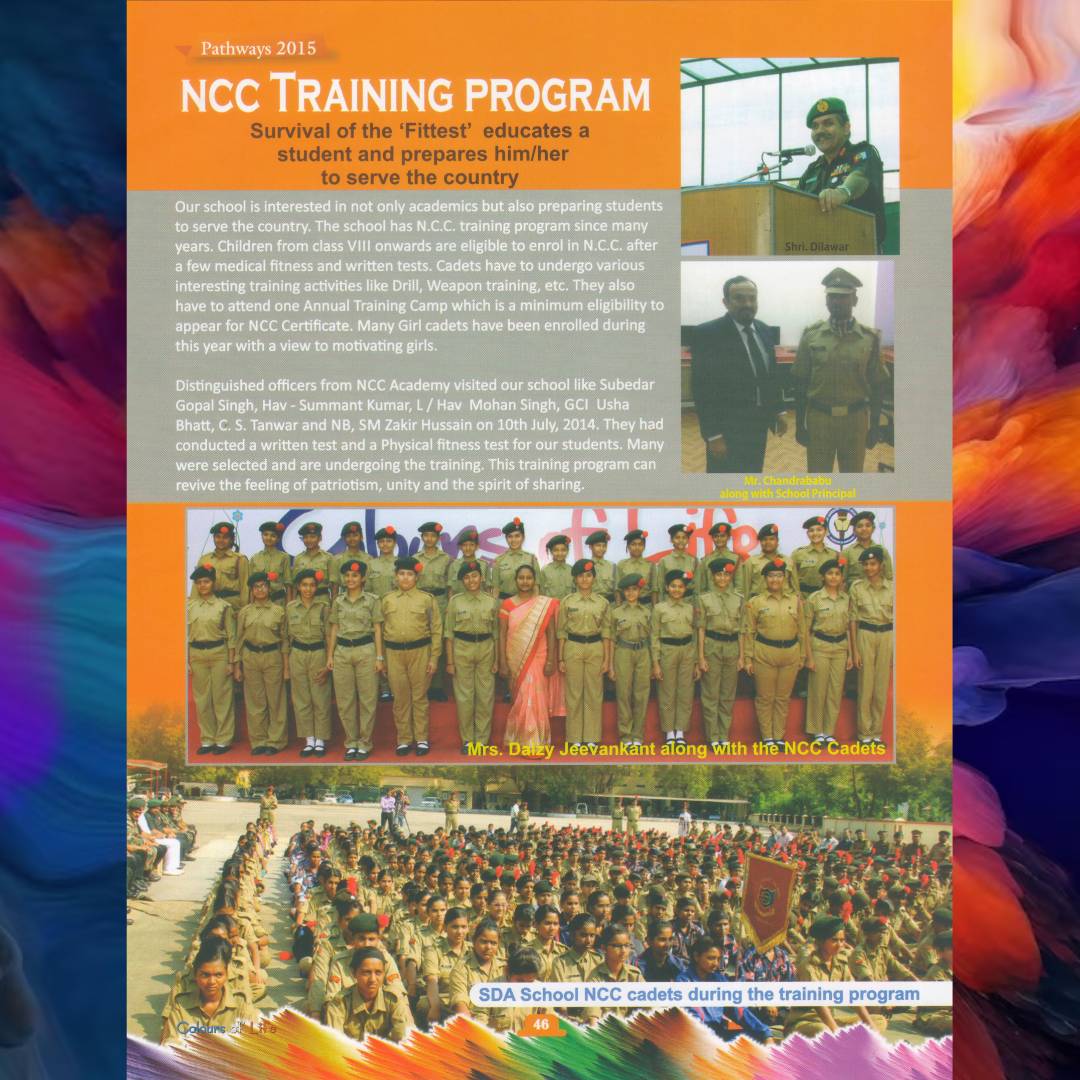 Pathways 2015
NCC TRAINING PROGRAM
Survival of the ‘Fittest’ educates a
student and prepares him/her
to serve the country
Our school is interested in not only academics but also preparing students
to serve the country. The school has N.C.C. training program since many
years. Children from class VIII onwards are eligible to enrol in N.C.C. after
a few medical fitness and written tests. Cadets have to undergo various
interesting training activities like Drill, Weapon training, etc. They also
have to attend one Annual Training Camp which is a minimum eligibility to
appear for NCC Certificate. Many Girl cadets have been enrolled during
this year with a view to motivating girls.
Distinguished officers from NCC Academy visited our school like Subedar
Gopal Singh, Hav - Summant Kumar, L / Hav Mohan Singh, GCI Usha
Bhatt, C. S. Tanwar and NB, SM Zakir Hussain on 10th July, 2014. They had
conducted a written test and a Physical fitness test for our students. Many
were selected and are undergoing the training. This training program can
revive the feeling of patriotism, unity and the spirit of sharing.
Shri. Dilawar
Mr. Chandrababu
along with School Principal
Colours of Life
Mrs. Daizy Jeevankant along with the NCC Cadets
SDA School NCC cadets during the training program
Colours of Life
46